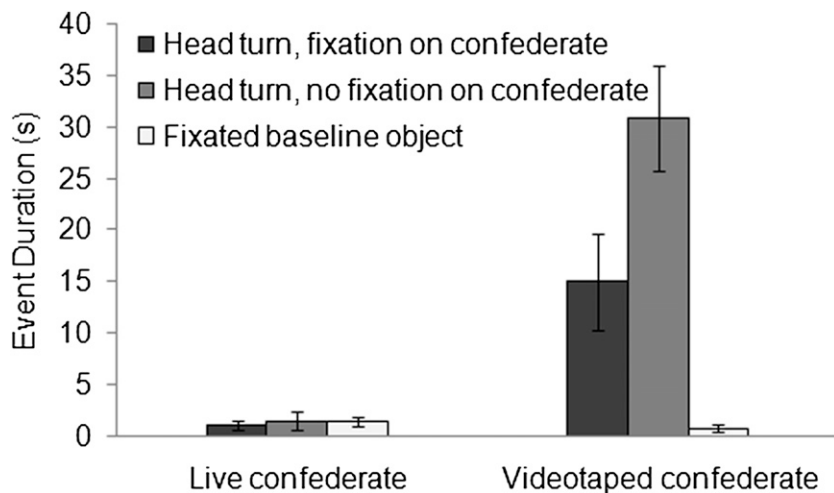 Event Duration (s)
40
35
30
25
20
15
10
5
0
Head turn, fixation on confederate
Head turn, no fixation on confederate
Fixated baseline object
Live confederate
Videotaped confederate